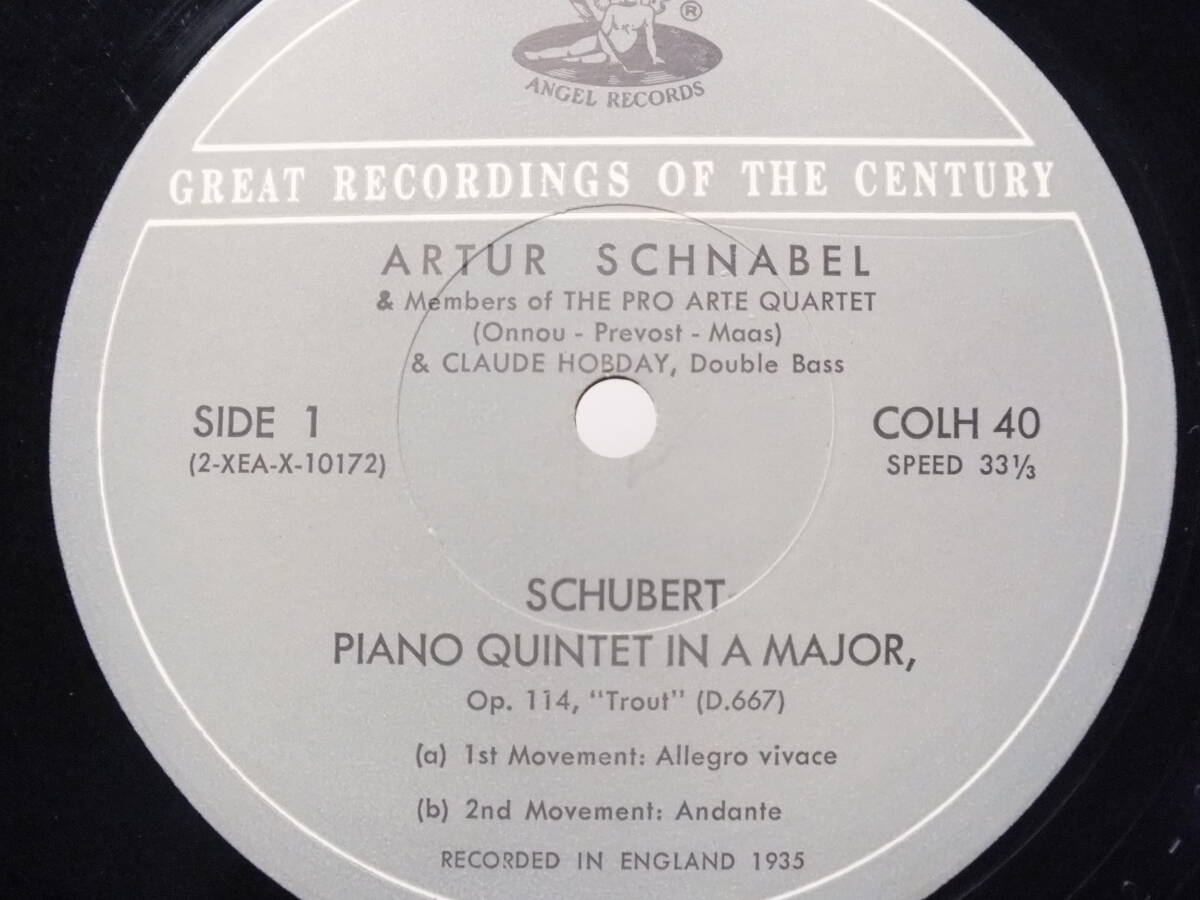 ®
ANGEL RECORDS
GREAT RECORDINGS OF THE CENTURY
ARTUR SCHNABEL
& Members of THE PRO ARTE QUARTET
(Onnou - Prevost - Maas)
& CLAUDE HOBDAY, Double Bass
SIDE 1
(2-XEA-X-10172)
COLH 40
SPEED 33⅓
SCHUBERT
PIANO QUINTET IN A MAJOR,
Op. 114, "Trout" (D.667)
(a) 1st Movement: Allegro vivace
(b) 2nd Movement: Andante
RECORDED IN ENGLAND 1935